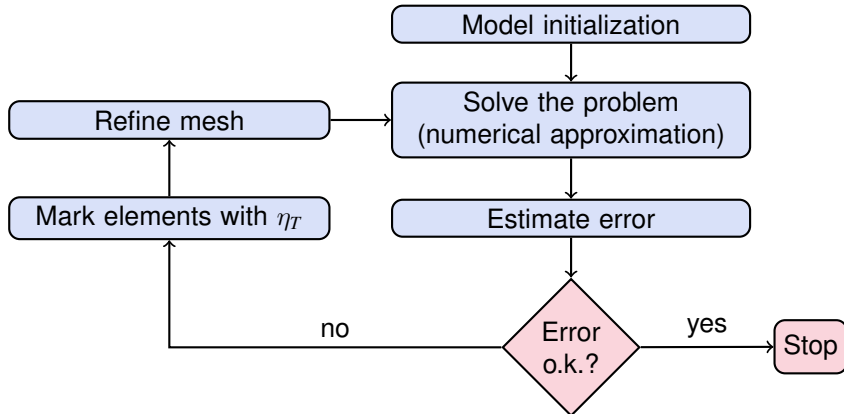 Model initialization
Solve the problem
(numerical approximation)
Refine mesh
Mark elements with η_T
Estimate error
Error
o.k.?
no
yes
Stop